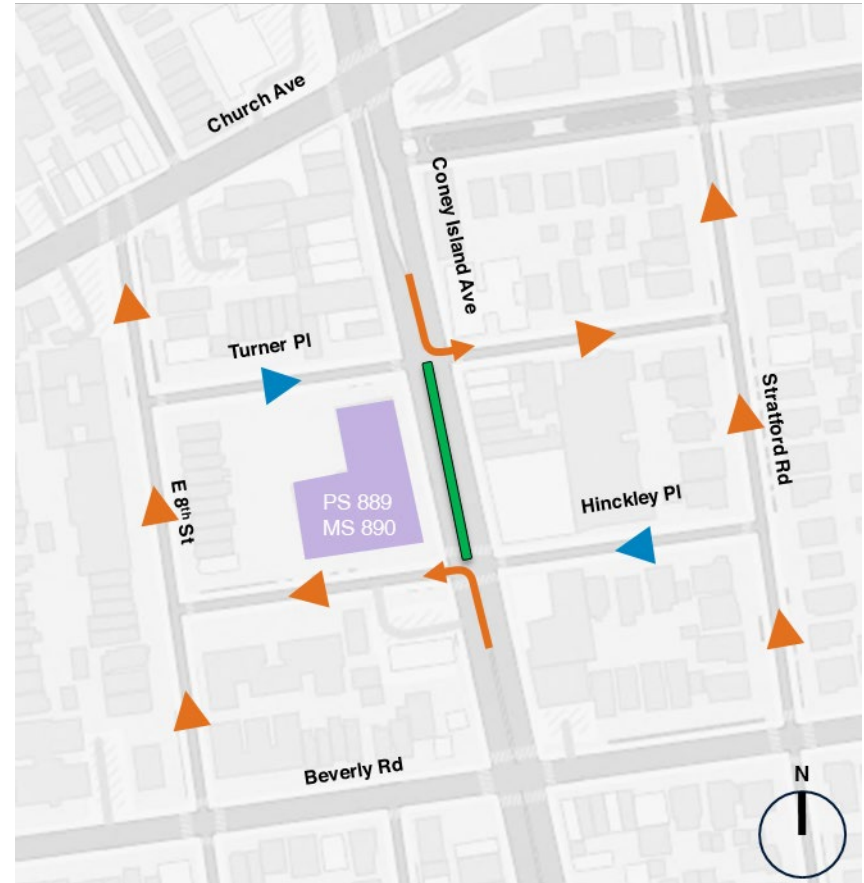 Church Ave
Coney Island Ave
Turner Pl
Stratford Rd
E 8th St
PS 889
MS 890
Hinckley Pl
Beverly Rd
N